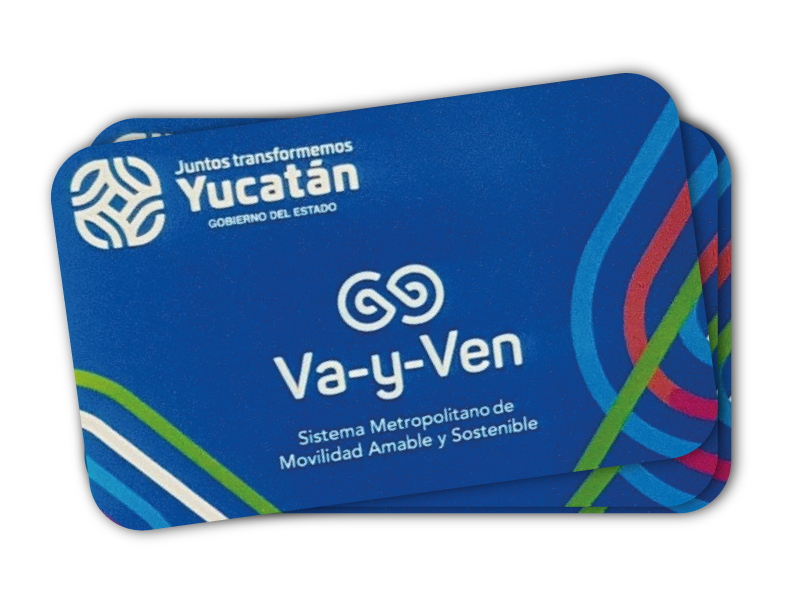 Juntos transformemos
Yucatán
GOBIERNO DEL ESTADO
Va-y-Ven
Sistema Metropolitano de
Movilidad Amable y Sostenible